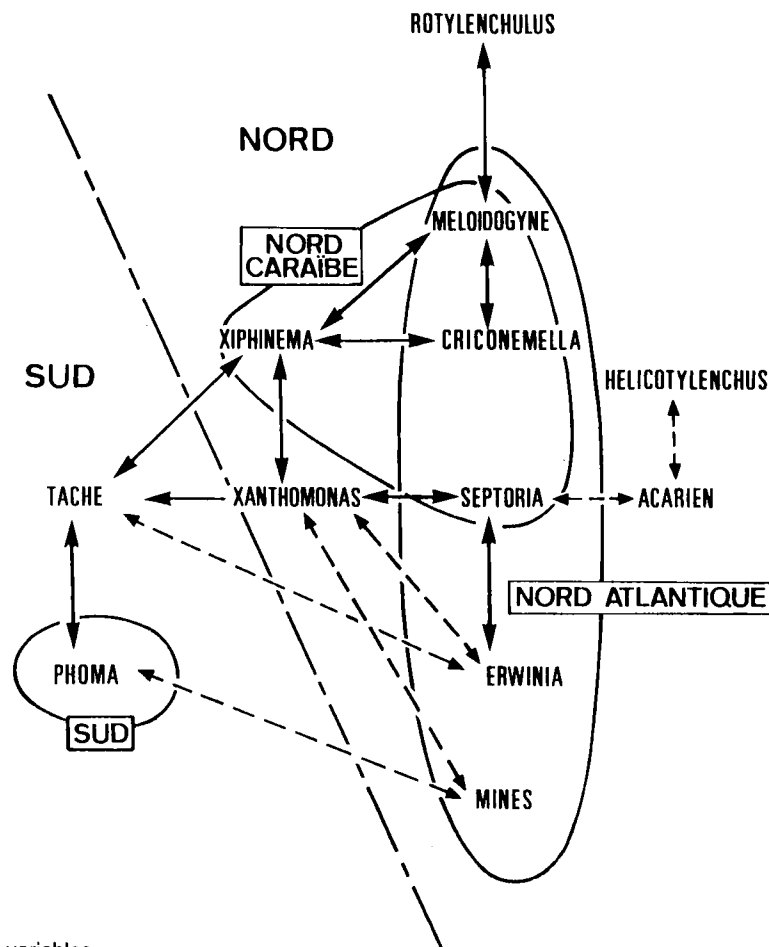 ROTYLENCHULUS
NORD
MELOIDOGYNE
NORD
CARAÏBE
XIPHINEMA
CRICONEMELLA
SUD
HELICOTYLENCHUS
TACHE
XANTHOMONAS
SEPTORIA
ACARIEN
NORD ATLANTIQUE
PHOMA
ERWINIA
SUD
MINES